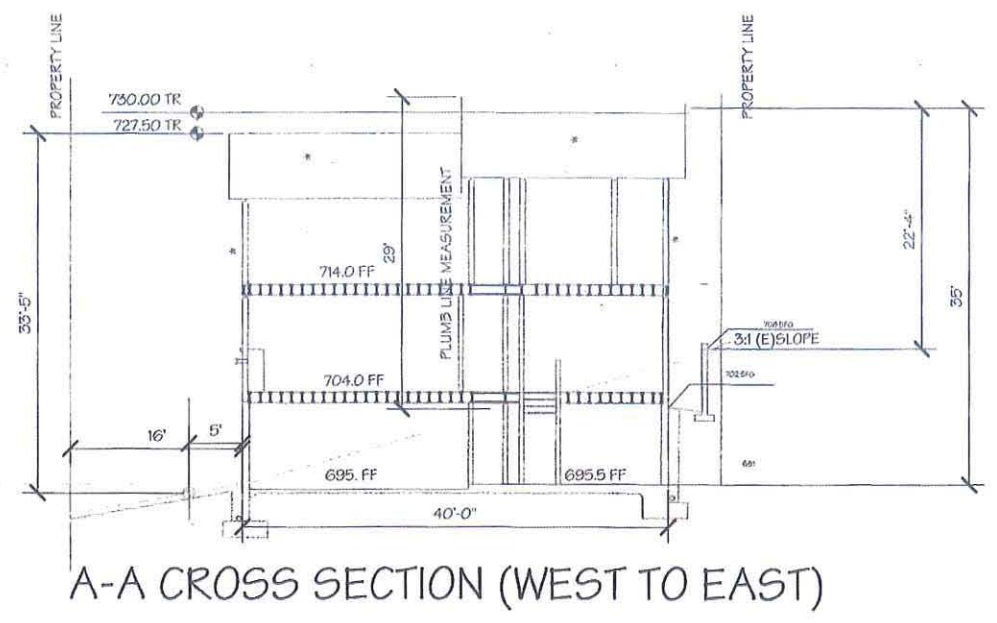 PROPERTY LINE
PROPERTY LINE
730.00 TR
727.50 TR
PLUMB LINE MEASUREMENT
29'
22'-4"
35'
33'-5"
714.0 FF
3:1 (E)SLOPE
704.0 FF
16'
5'
695. FF
695.5 FF
40'-0"
A-A CROSS SECTION (WEST TO EAST)